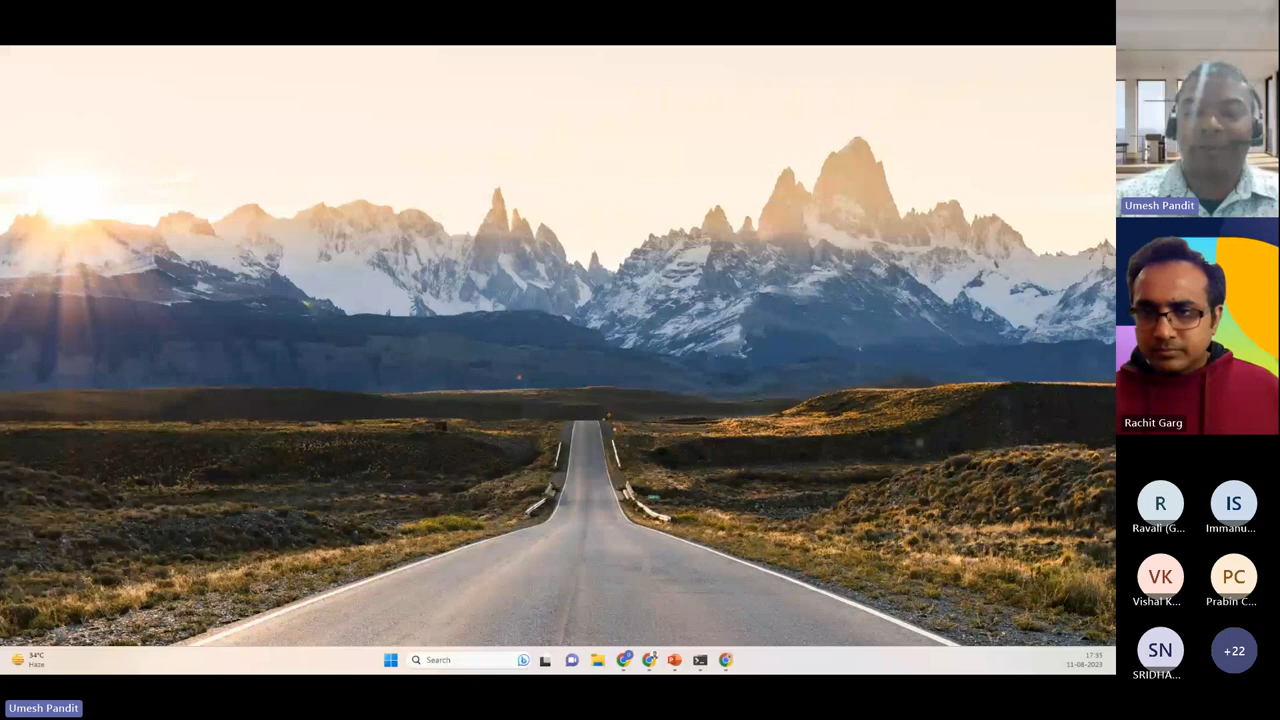 34°C
Haze
Search
17:35
11-08-2023
Umesh Pandit
Umesh Pandit
Rachit Garg
R
Ravali (G...
IS
Immanu...
VK
Vishal K...
PC
Prabin C...
SN
SRIDHA...
+22